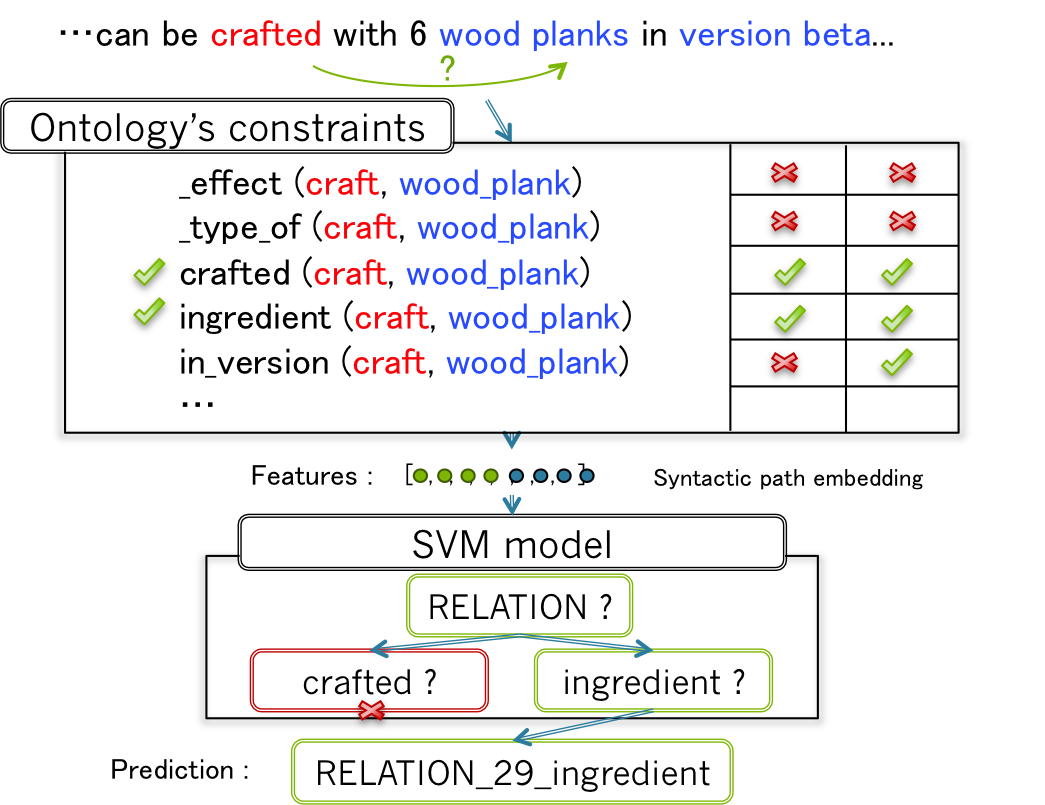 …can be crafted with 6 wood planks in version beta...
?
Ontology's constraints
_effect (craft, wood_plank)
_type_of (craft, wood_plank)
crafted (craft, wood_plank)
ingredient (craft, wood_plank)
in_version (craft, wood_plank)
…
Features : [ , , , , , , , ] Syntactic path embedding
SVM model
RELATION ?
crafted ? ingredient ?
Prediction : RELATION_29_ingredient